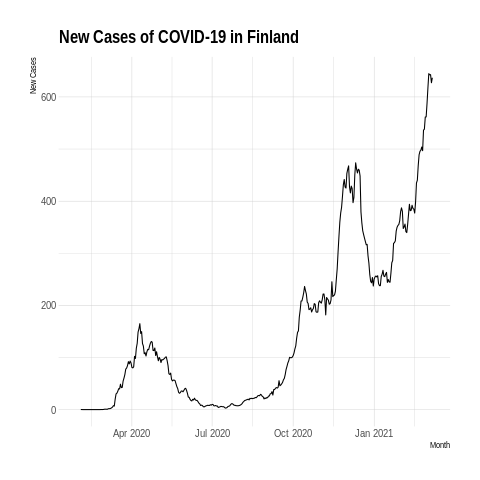 New Cases of COVID-19 in Finland
New Cases
600
400
200
0
Apr 2020 Jul 2020 Oct 2020 Jan 2021
Month